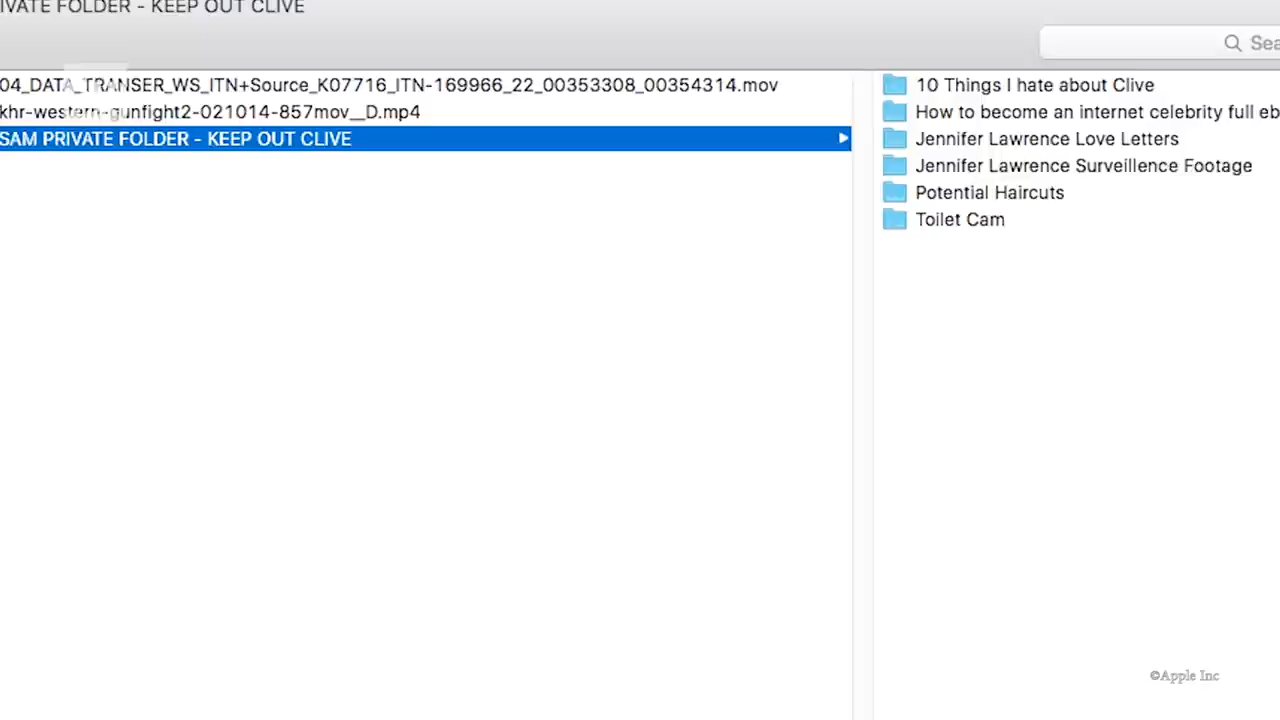 IVATE FOLDER - KEEP OUT CLIVE
Sea
04_DATA_TRANSER_WS_ITN+Source_K07716_ITN-169966_22_00353308_00354314.mov
khr-western-gunfight2-021014-857mov__D.mp4
SAM PRIVATE FOLDER - KEEP OUT CLIVE
10 Things I hate about Clive
How to become an internet celebrity full eb
Jennifer Lawrence Love Letters
Jennifer Lawrence Surveillence Footage
Potential Haircuts
Toilet Cam
©Apple Inc